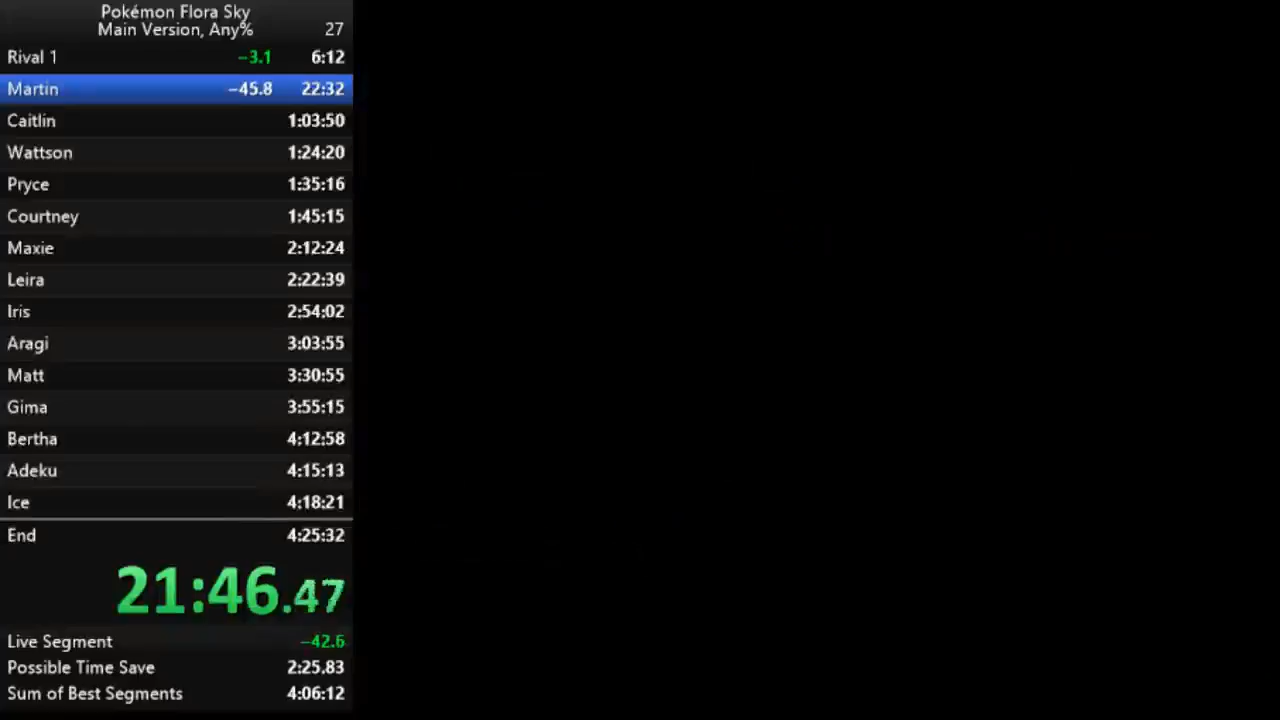 Pokémon Flora Sky
Main Version, Any% 27
Rival 1 −3.1 6:12
Martin −45.8 22:32
Caitlin 1:03:50
Wattson 1:24:20
Pryce 1:35:16
Courtney 1:45:15
Maxie 2:12:24
Leira 2:22:39
Iris 2:54:02
Aragi 3:03:55
Matt 3:30:55
Gima 3:55:15
Bertha 4:12:58
Adeku 4:15:13
Ice 4:18:21
End 4:25:32
21:46.47
Live Segment −42.6
Possible Time Save 2:25.83
Sum of Best Segments 4:06:12